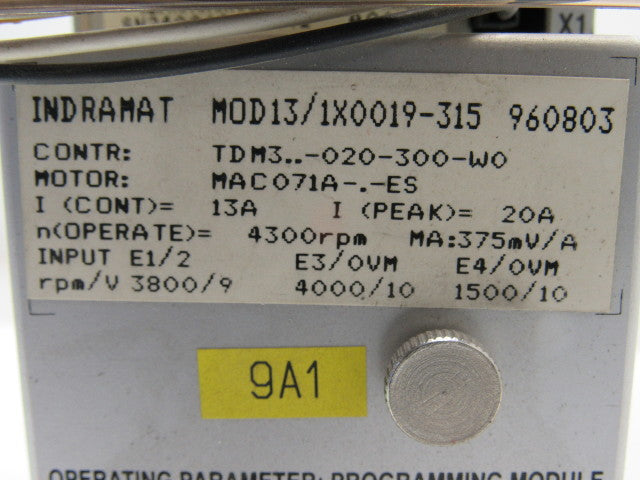 X1
INDRAMAT MOD13/1X0019-315 960803
CONTR: TDM3..-020-300-W0
MOTOR: MAC071A-.-ES
I (CONT)= 13A I (PEAK)= 20A
n(OPERATE)= 4300rpm MA:375mV/A
INPUT E1/2 E3/0VM E4/0VM
rpm/V 3800/9 4000/10 1500/10
9A1
OPERATING PARAMETER: PROGRAMMING MODULE